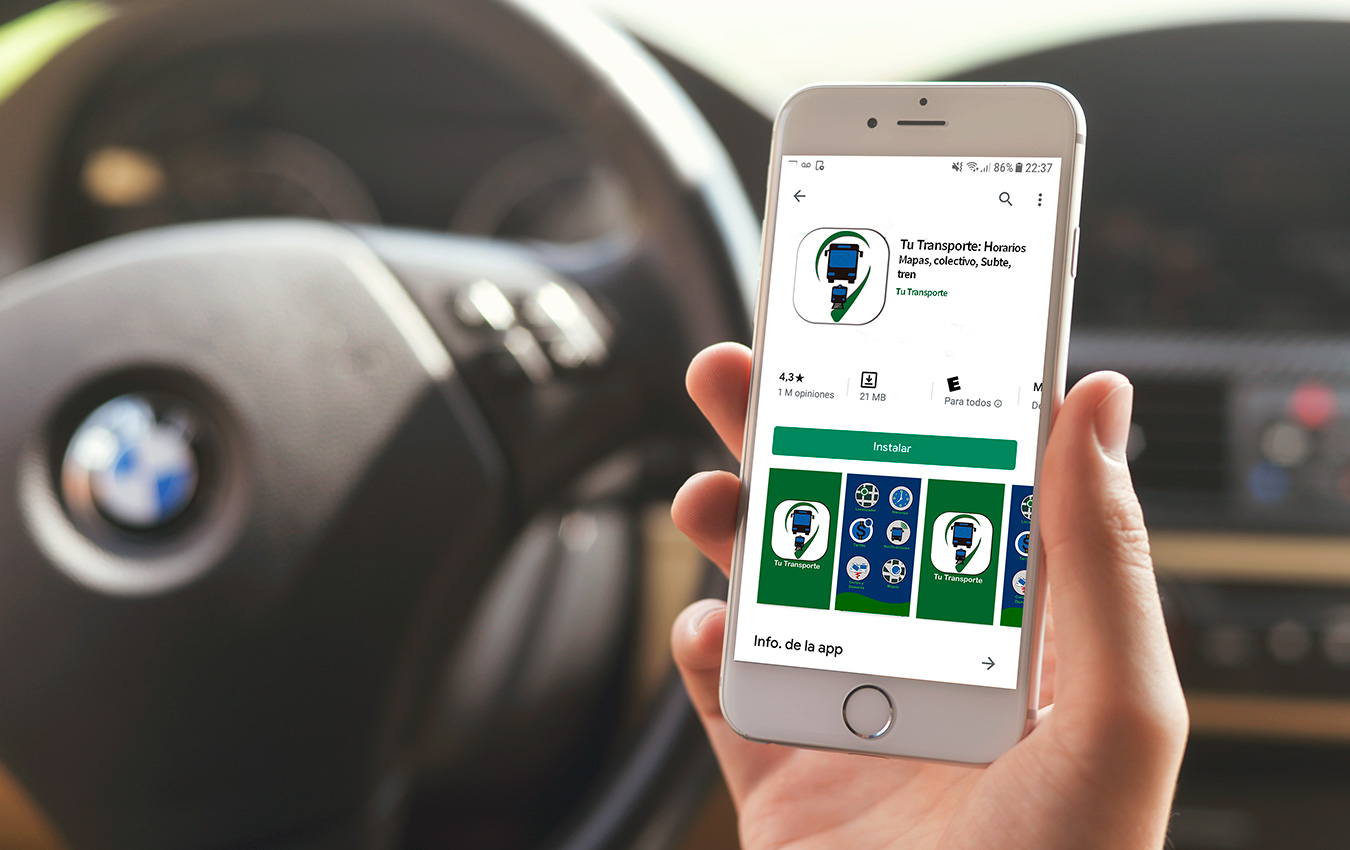 86% 22:37
Tu Transporte: Horarios
Mapas, colectivo, Subte,
tren
Tu Transporte
4,3★
1 M opiniones
21 MB
E
Para todos
M
De
Instalar
Tu Transporte
Tu Transporte
Info. de la app